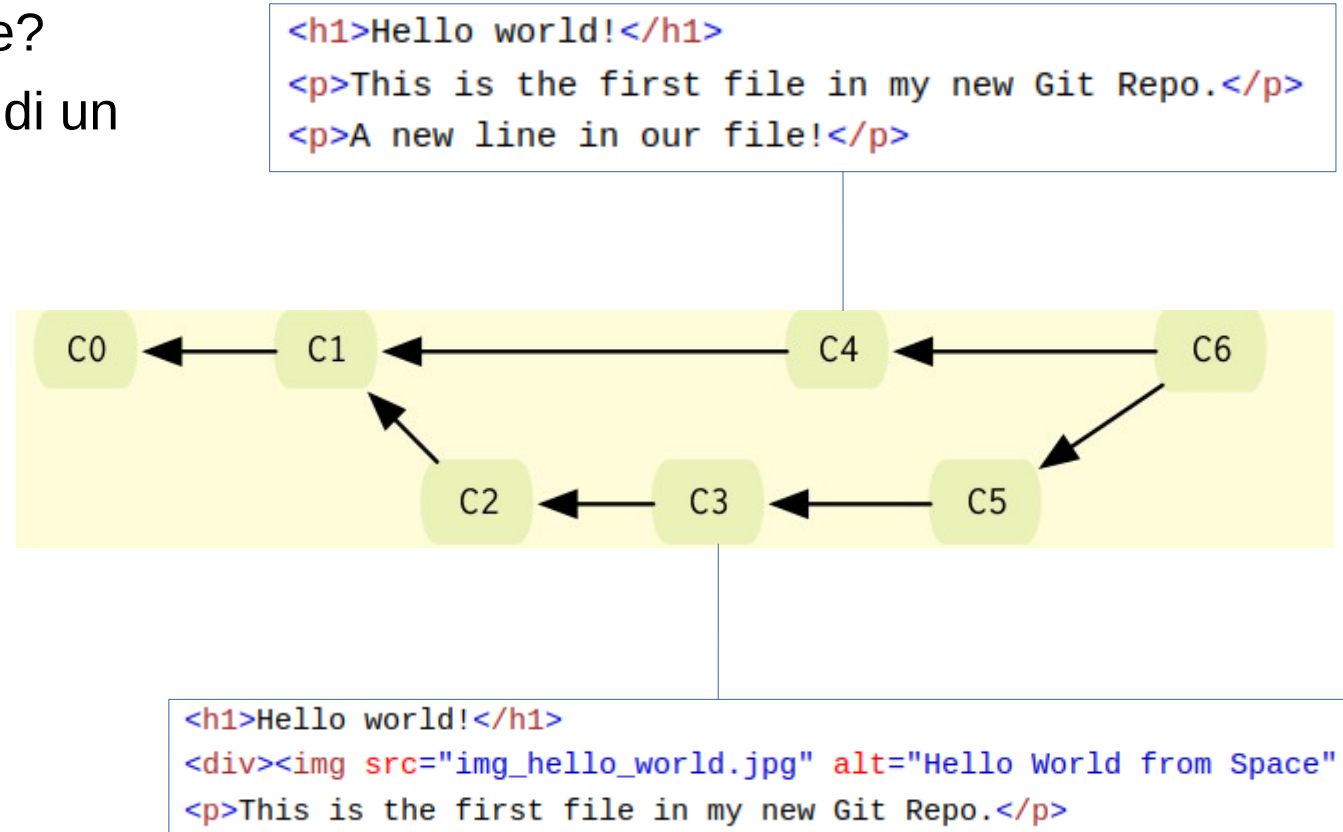 e?
di un
<h1>Hello world!</h1>
<p>This is the first file in my new Git Repo.</p>
<p>A new line in our file!</p>
C0 C1 C4 C6
C2 C3 C5
<h1>Hello world!</h1>
<div><img src="img_hello_world.jpg" alt="Hello World from Space"
<p>This is the first file in my new Git Repo.</p>